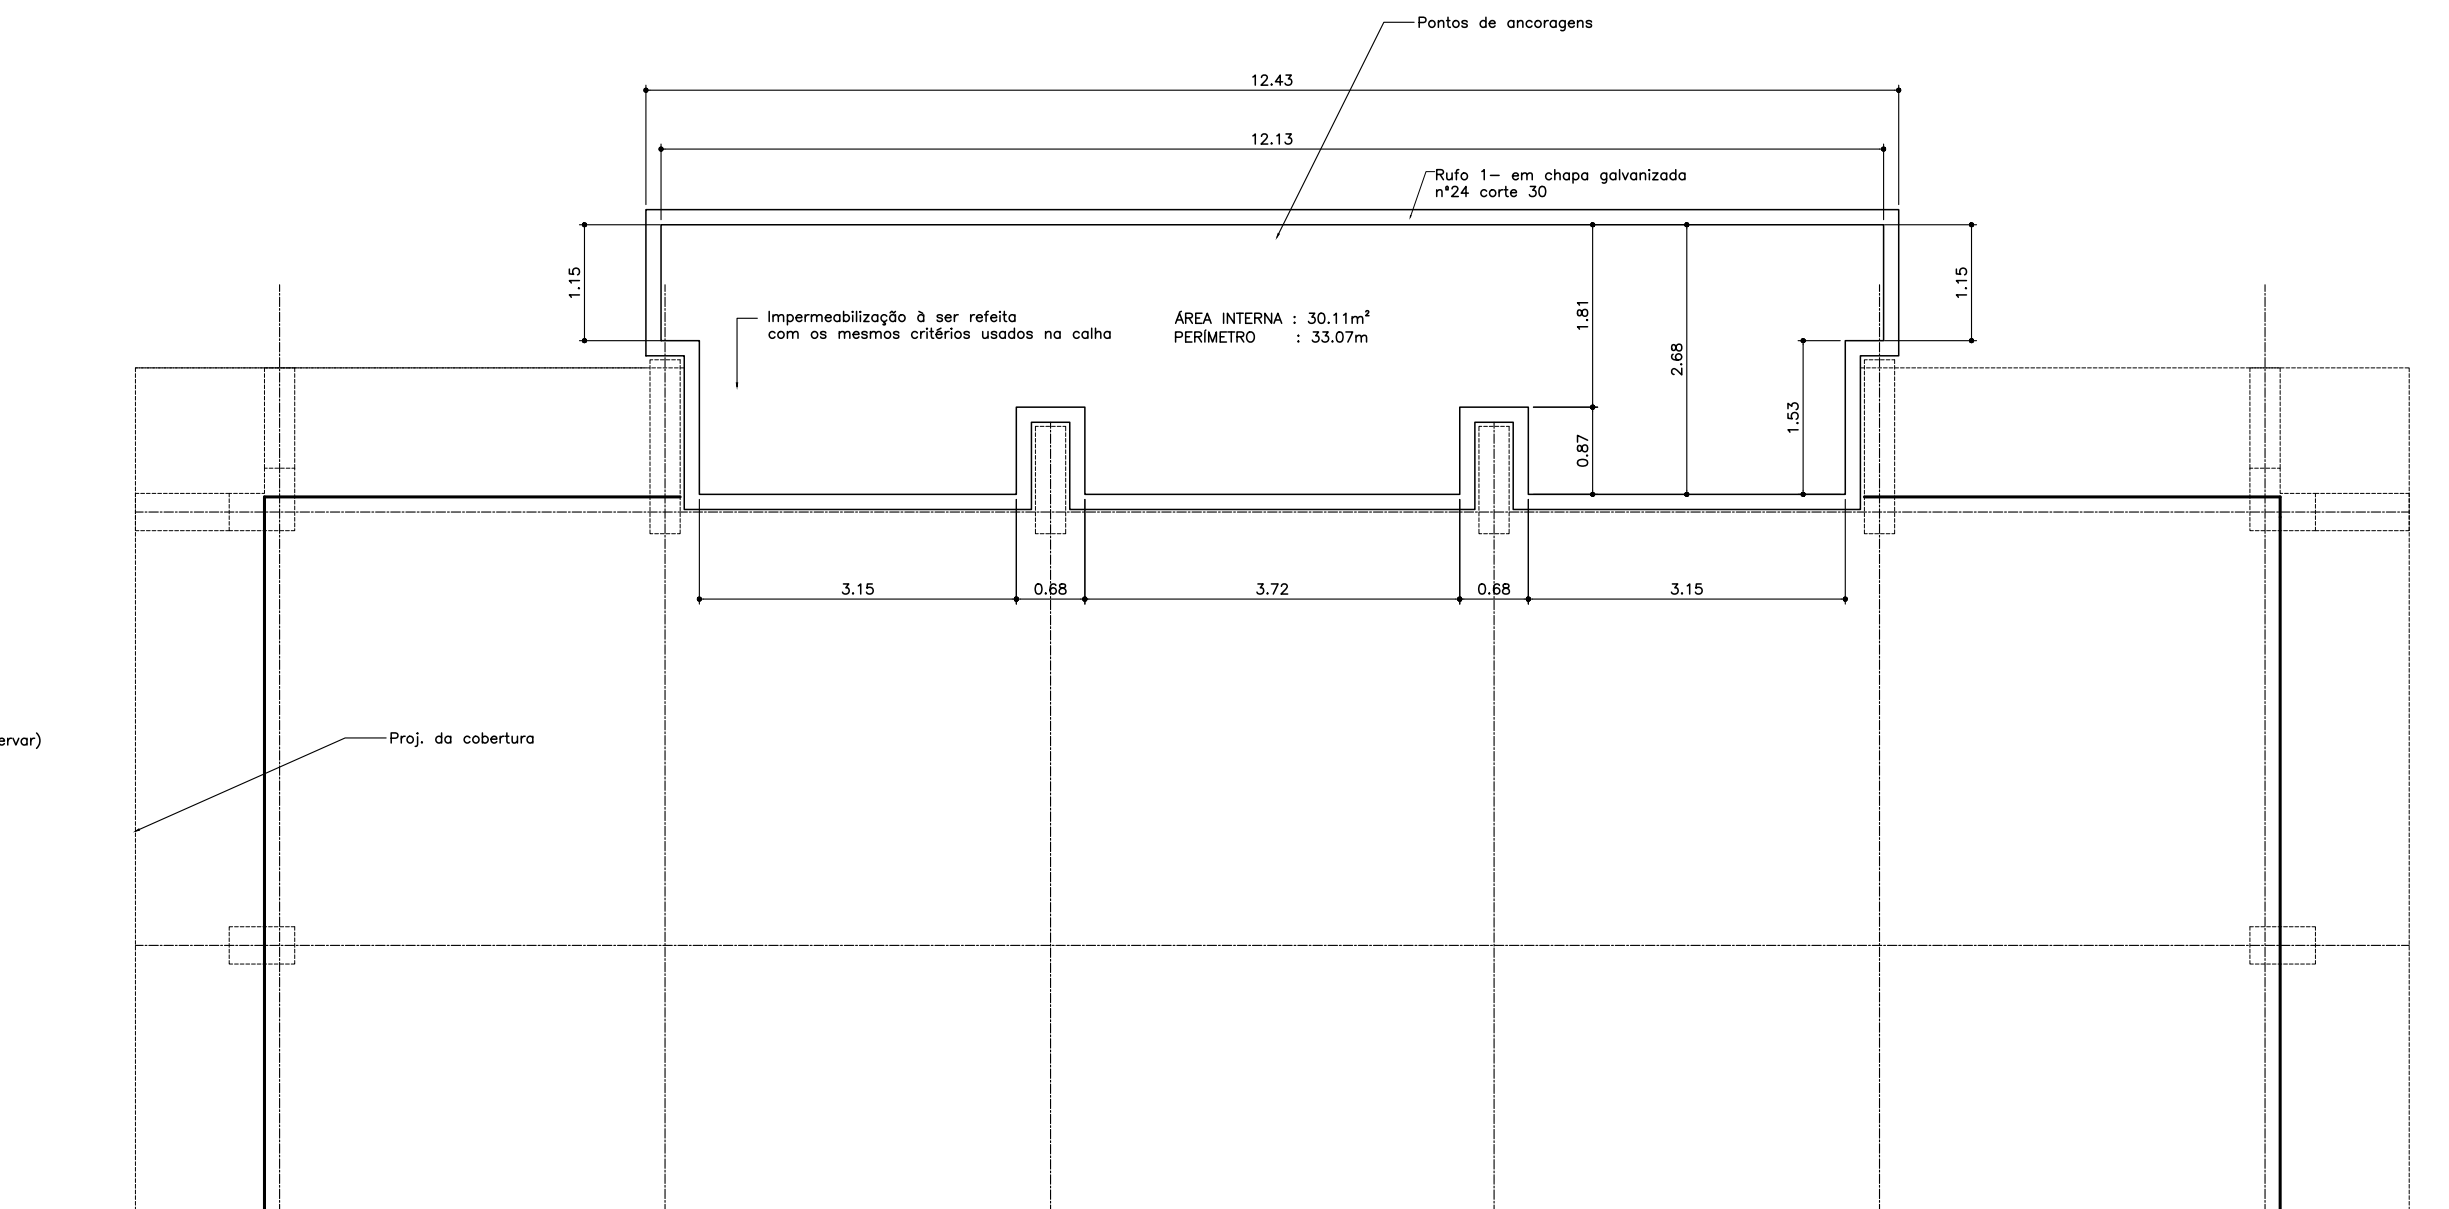 Pontos de ancoragens
12.43
12.13
Rufo 1- em chapa galvanizada
n°24 corte 30
1.15
1.15
1.81
2.68
Impermeabilização à ser refeita
com os mesmos critérios usados na calha
ÁREA INTERNA : 30.11m²
PERÍMETRO : 33.07m
1.53
0.87
3.15
0.68
3.72
0.68
3.15
ervar)
Proj. da cobertura